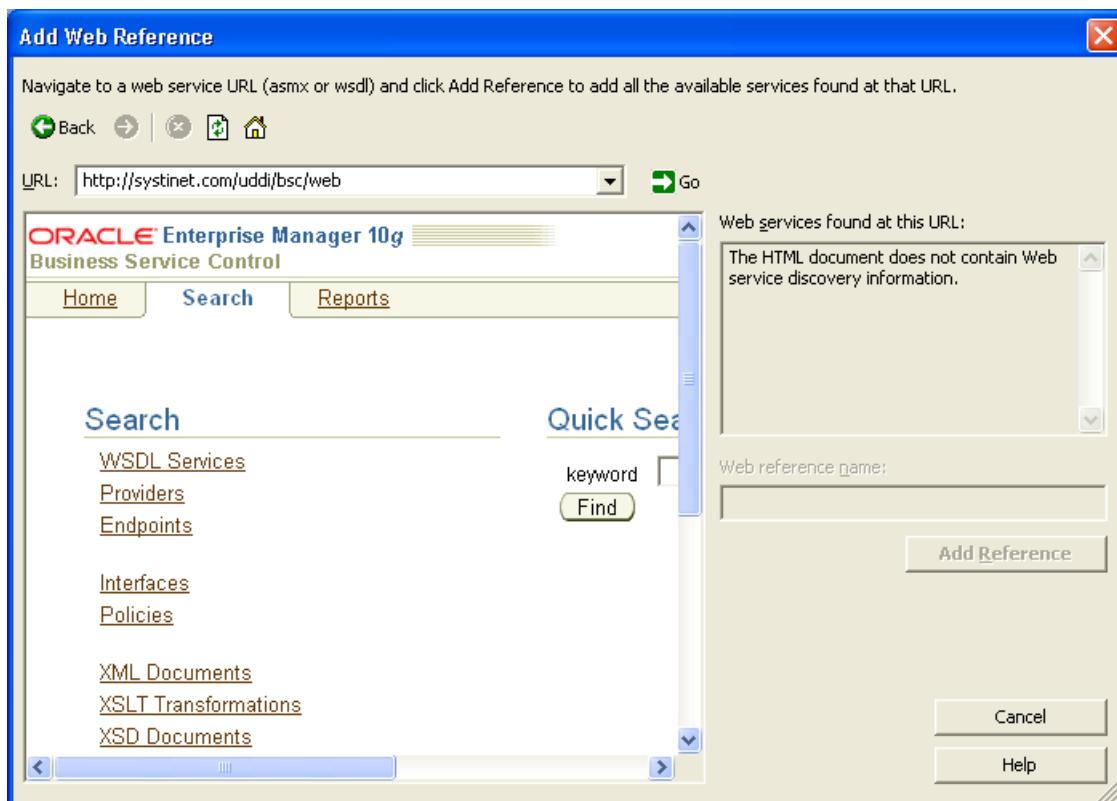 Add Web Reference
Navigate to a web service URL (asmx or wsdl) and click Add Reference to add all the available services found at that URL.
Back
URL: http://systinet.com/uddi/bsc/web Go
ORACLE Enterprise Manager 10g
Business Service Control
Home Search Reports
Search
WSDL Services
Providers
Endpoints
Interfaces
Policies
XML Documents
XSLT Transformations
XSD Documents
Quick Sea
keyword
Find
Web services found at this URL:
The HTML document does not contain Web
service discovery information.
Web reference name:
Add Reference
Cancel
Help